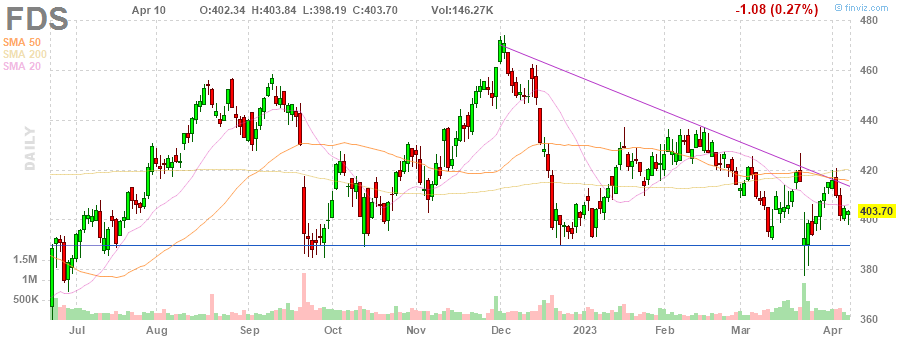 FDS Apr 10 O:402.34 H:403.84 L:398.19 C:403.70 Vol:146.27K -1.08 (0.27%) © finviz.com
SMA 50
SMA 200
SMA 20
DAILY
480
460
440
420
403.70
400
380
360
1.5M
1M
500K
Jul Aug Sep Oct Nov Dec 2023 Feb Mar Apr